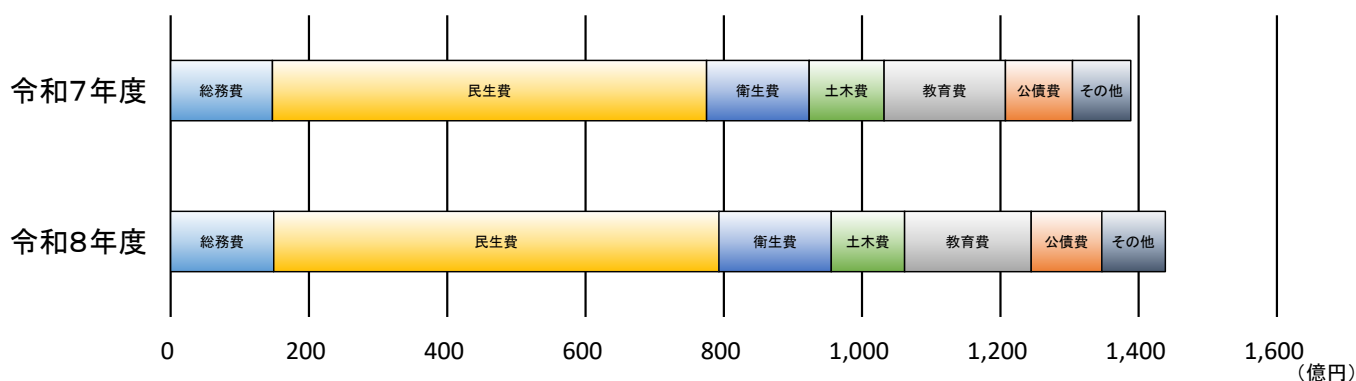 令和7年度
総務費 民生費 衛生費 土木費 教育費 公債費 その他
令和8年度
総務費 民生費 衛生費 土木費 教育費 公債費 その他
0 200 400 600 800 1,000 1,200 1,400 1,600
（億円）